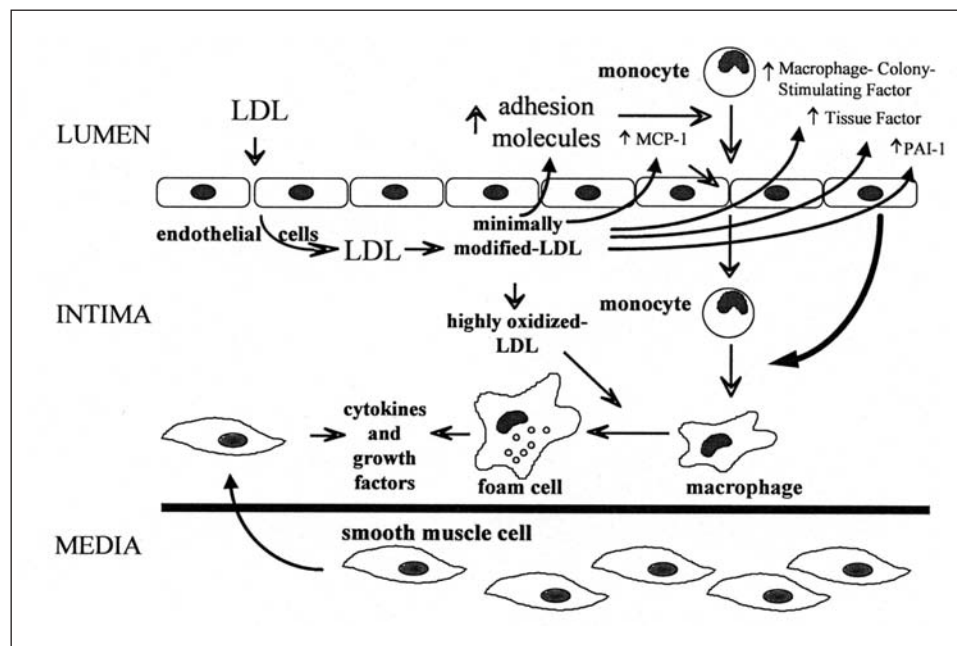 monocyte
↑ Macrophage- Colony-
Stimulating Factor
LDL
↑ adhesion
molecules
LUMEN
↑ Tissue Factor
↑ MCP-1
↑PAI-1
endothelial cells
minimally
LDL
modified-LDL
INTIMA
monocyte
highly oxidized-
LDL
cytokines
and
growth
factors
foam cell
macrophage
smooth muscle cell
MEDIA